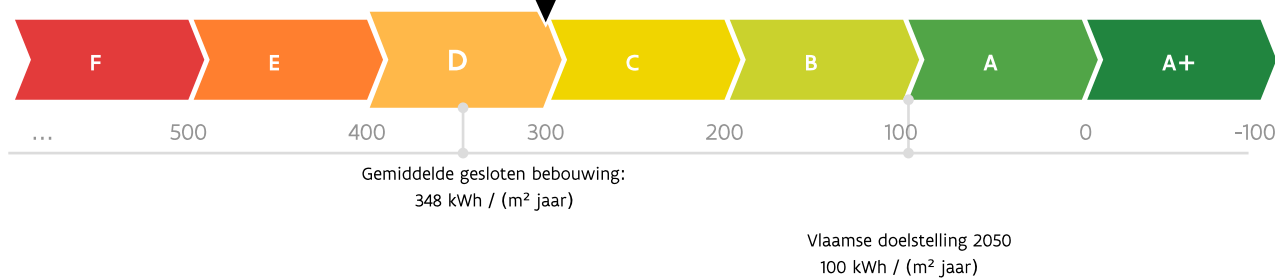 F E D C B A A+
... 500 400 300 200 100 0 -100
Gemiddelde gesloten bebouwing:
348 kWh / (m² jaar)
Vlaamse doelstelling 2050
100 kWh / (m² jaar)